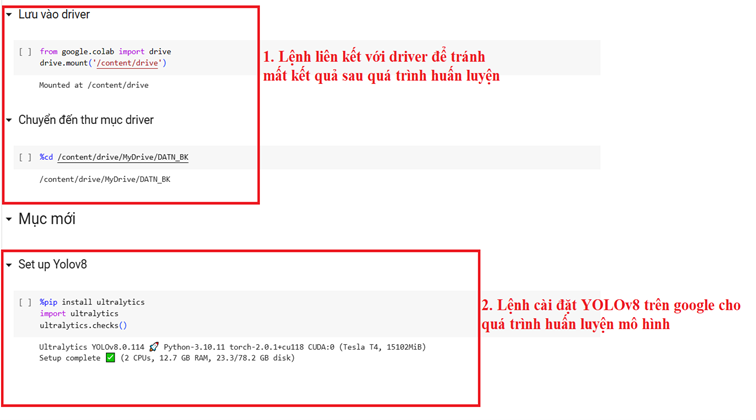 Lưu vào driver
[ ] from google.colab import drive
drive.mount('/content/drive')
Mounted at /content/drive
1. Lệnh liên kết với driver để tránh
mất kết quả sau quá trình huấn luyện
Chuyển đến thư mục driver
[ ] %cd /content/drive/MyDrive/DATN_BK
/content/drive/MyDrive/DATN_BK
Mục mới
Set up Yolov8
[ ] %pip install ultralytics
import ultralytics
ultralytics.checks()
2. Lệnh cài đặt YOLOv8 trên google cho
quá trình huấn luyện mô hình
Ultralytics YOLOv8.0.114 🚀 Python-3.10.11 torch-2.0.1+cu118 CUDA:0 (Tesla T4, 15102MiB)
Setup complete ✅ (2 CPUs, 12.7 GB RAM, 23.3/78.2 GB disk)